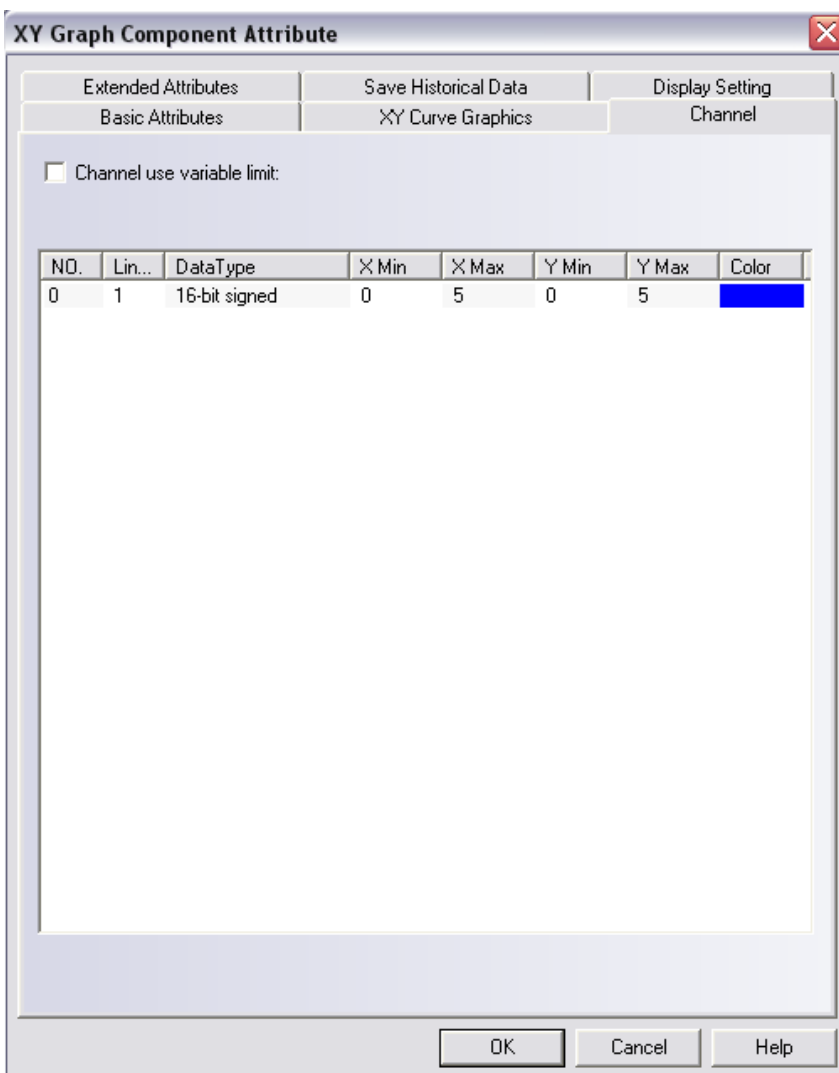 XY Graph Component Attribute
Extended Attributes Save Historical Data Display Setting
Basic Attributes XY Curve Graphics Channel
Channel use variable limit:
NO. Lin... DataType X Min X Max Y Min Y Max Color
0 1 16-bit signed 0 5 0 5
OK Cancel Help